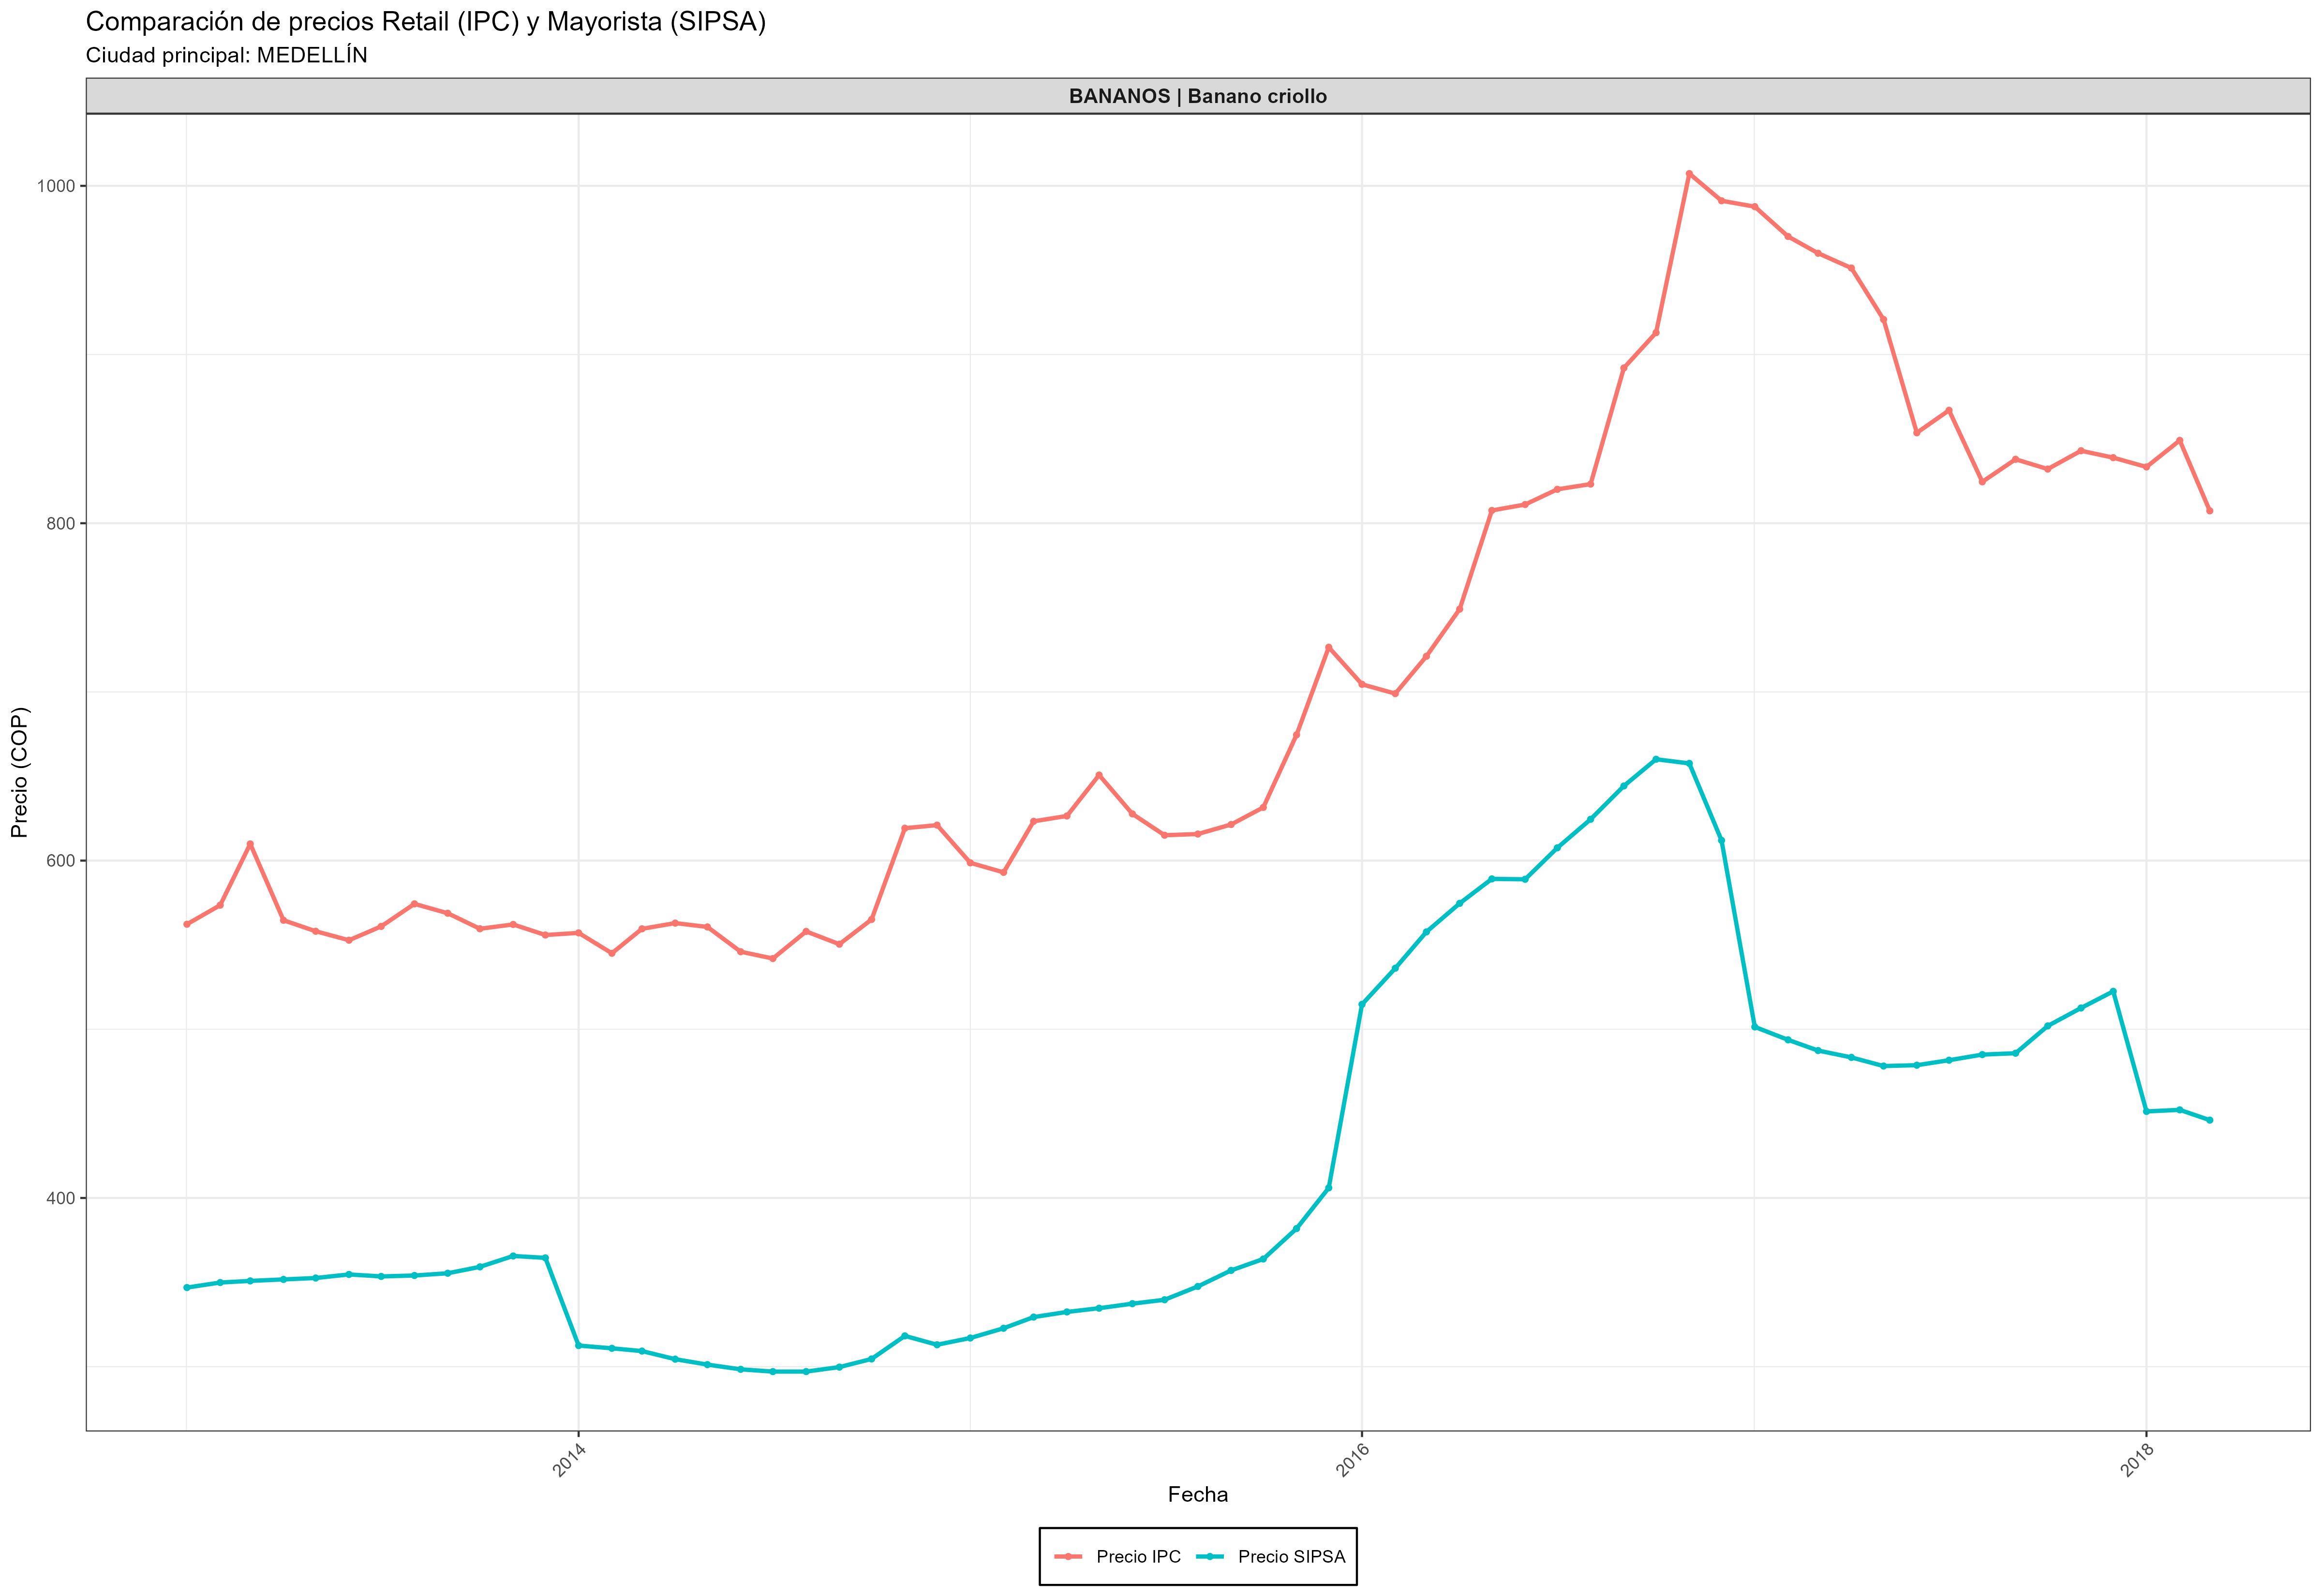 Comparación de precios Retail (IPC) y Mayorista (SIPSA)
Ciudad principal: MEDELLÍN
BANANOS | Banano criollo
Precio (COP)
1000
800
600
400
2014
2016
2018
Fecha
Precio IPC
Precio SIPSA